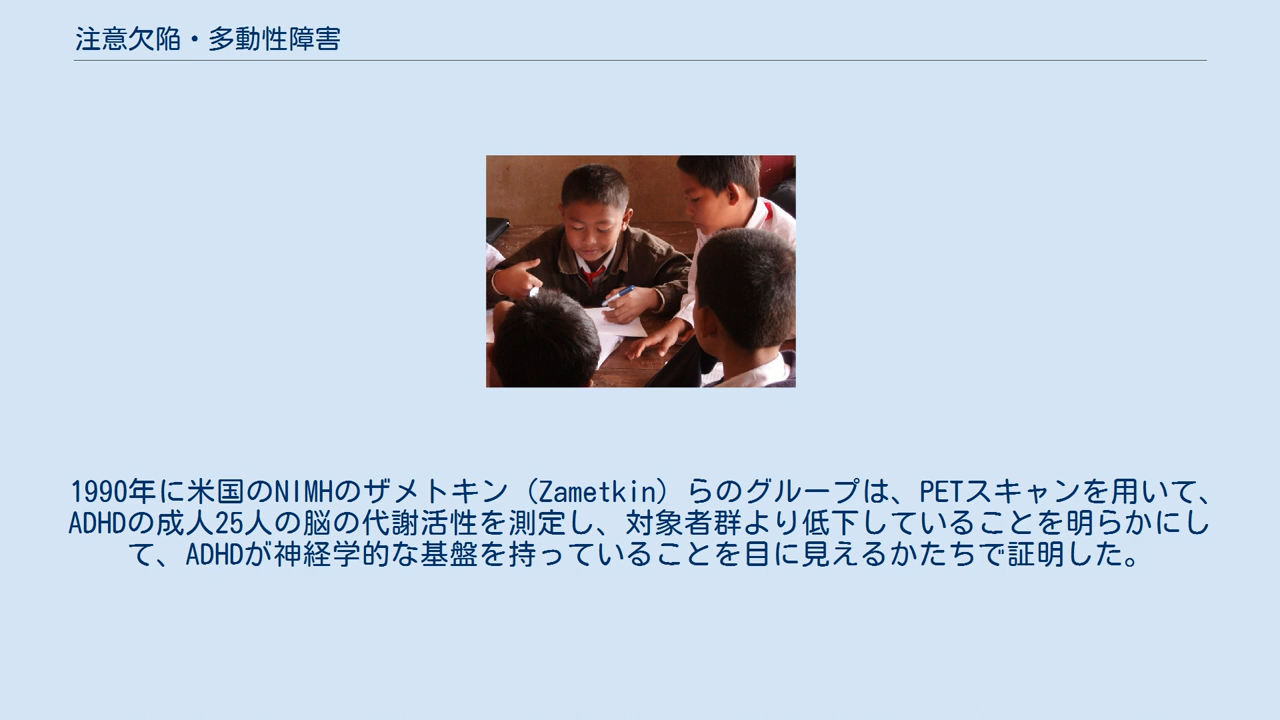 注意欠陥・多動性障害
1990年に米国のNIMHのザメトキン（Zametkin）らのグループは、PETスキャンを用いて、
ADHDの成人25人の脳の代謝活性を測定し、対象者群より低下していることを明らかにし
て、ADHDが神経学的な基盤を持っていることを目に見えるかたちで証明した。